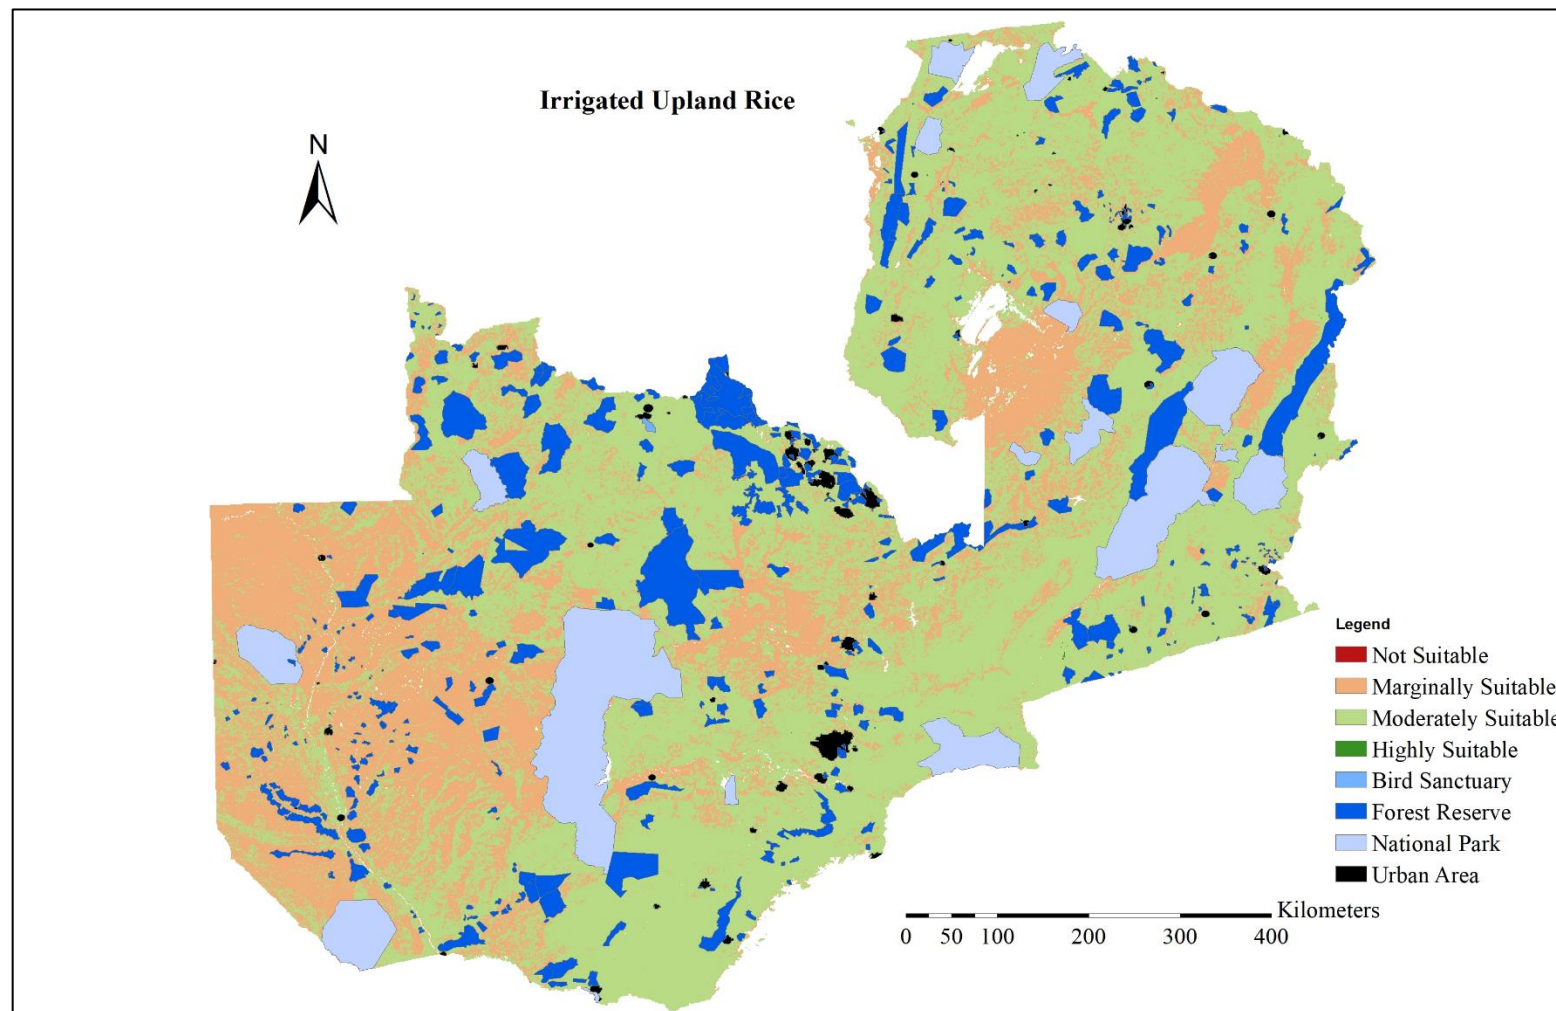 Irrigated Upland Rice
N
Legend
Not Suitable
Marginally Suitable
Moderately Suitable
Highly Suitable
Bird Sanctuary
Forest Reserve
National Park
Urban Area
Kilometers
0 50 100 200 300 400